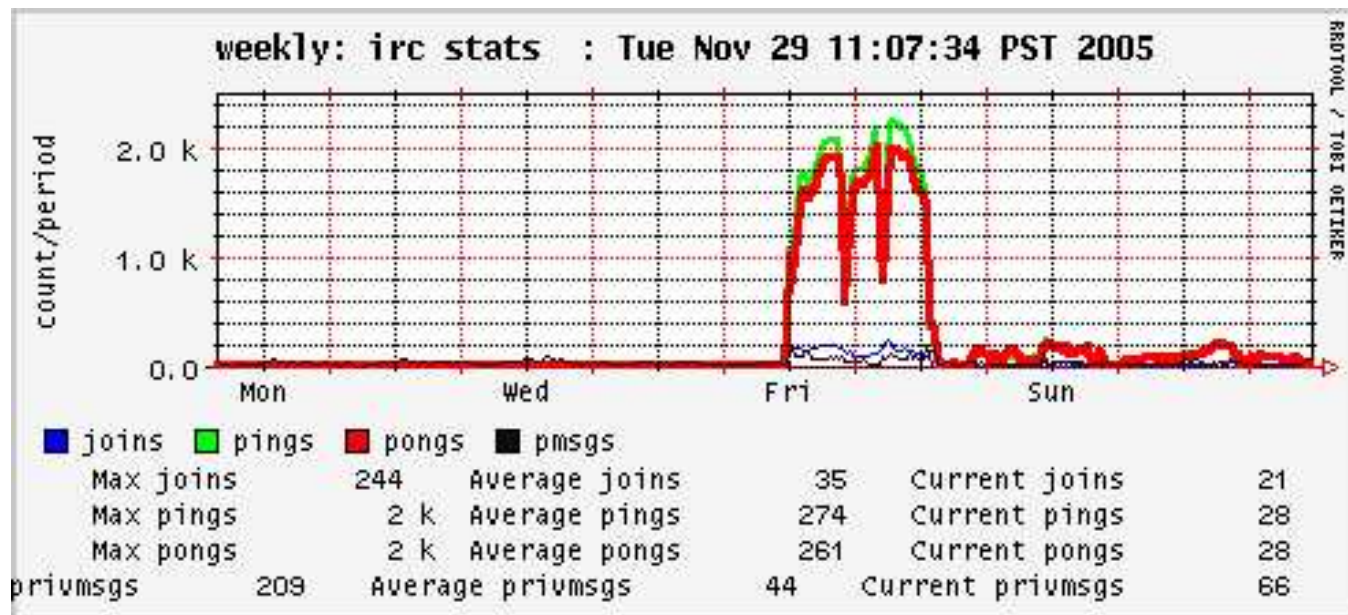 weekly: irc stats : Tue Nov 29 11:07:34 PST 2005
RRDTOOL / TOBI OETIKER
count/period
2.0 k
1.0 k
0.0
Mon Wed Fri Sun
joins pings pongs pmsgs
Max joins 244 Average joins 35 Current joins 21
Max pings 2 k Average pings 274 Current pings 28
Max pongs 2 k Average pongs 261 Current pongs 28
privmsgs 209 Average privmsgs 44 Current privmsgs 66